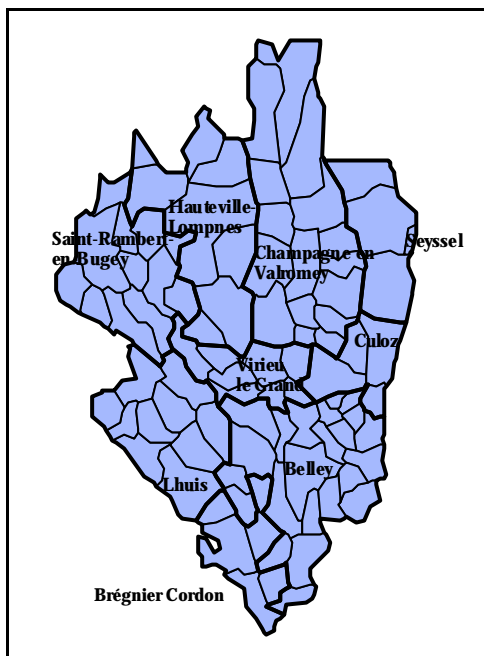 Hauteville-
Lompnes
Saint-Rambert-
en-Bugey
Seyssel
Champagne en
Valromey
Culoz
Virieu
le Grand
Belley
Lhuis
Brégnier Cordon